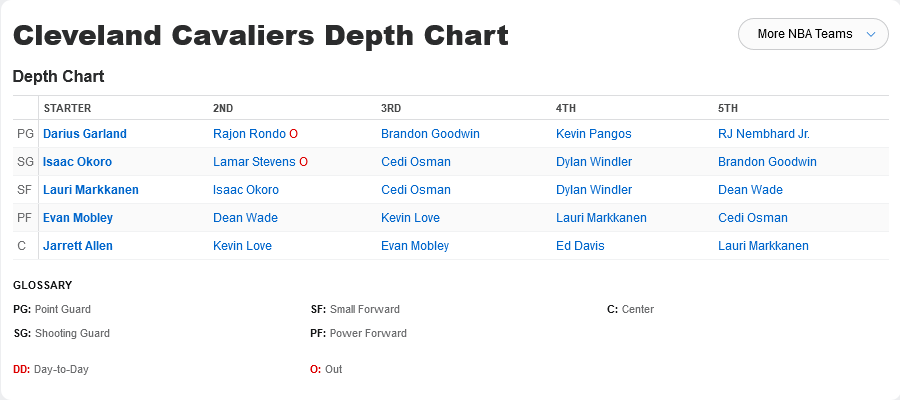 Cleveland Cavaliers Depth Chart
More NBA Teams
Depth Chart
STARTER 2ND 3RD 4TH 5TH
PG Darius Garland Rajon Rondo O Brandon Goodwin Kevin Pangos RJ Nembhard Jr.
SG Isaac Okoro Lamar Stevens O Cedi Osman Dylan Windler Brandon Goodwin
SF Lauri Markkanen Isaac Okoro Cedi Osman Dylan Windler Dean Wade
PF Evan Mobley Dean Wade Kevin Love Lauri Markkanen Cedi Osman
C Jarrett Allen Kevin Love Evan Mobley Ed Davis Lauri Markkanen
GLOSSARY
PG: Point Guard SF: Small Forward C: Center
SG: Shooting Guard PF: Power Forward
DD: Day-to-Day O: Out